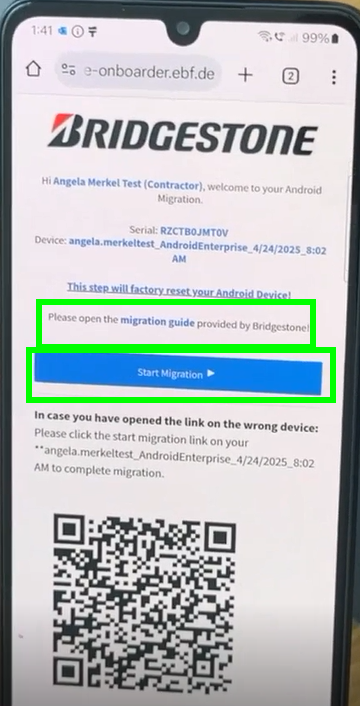 1:41
99%
e-onboarder.ebf.de
2
BRIDGESTONE
Hi Angela Merkel Test (Contractor), welcome to your Android
Migration.
Serial: RZCTB0JMT0V
Device: angela.merkeltest_AndroidEnterprise_4/24/2025_8:02
AM
This step will factory reset your Android Device!
Please open the migration guide provided by Bridgestone!
Start Migration
In case you have opened the link on the wrong device:
Please click the start migration link on your
**angela.merkeltest_AndroidEnterprise_4/24/2025_8:02
AM to complete migration.